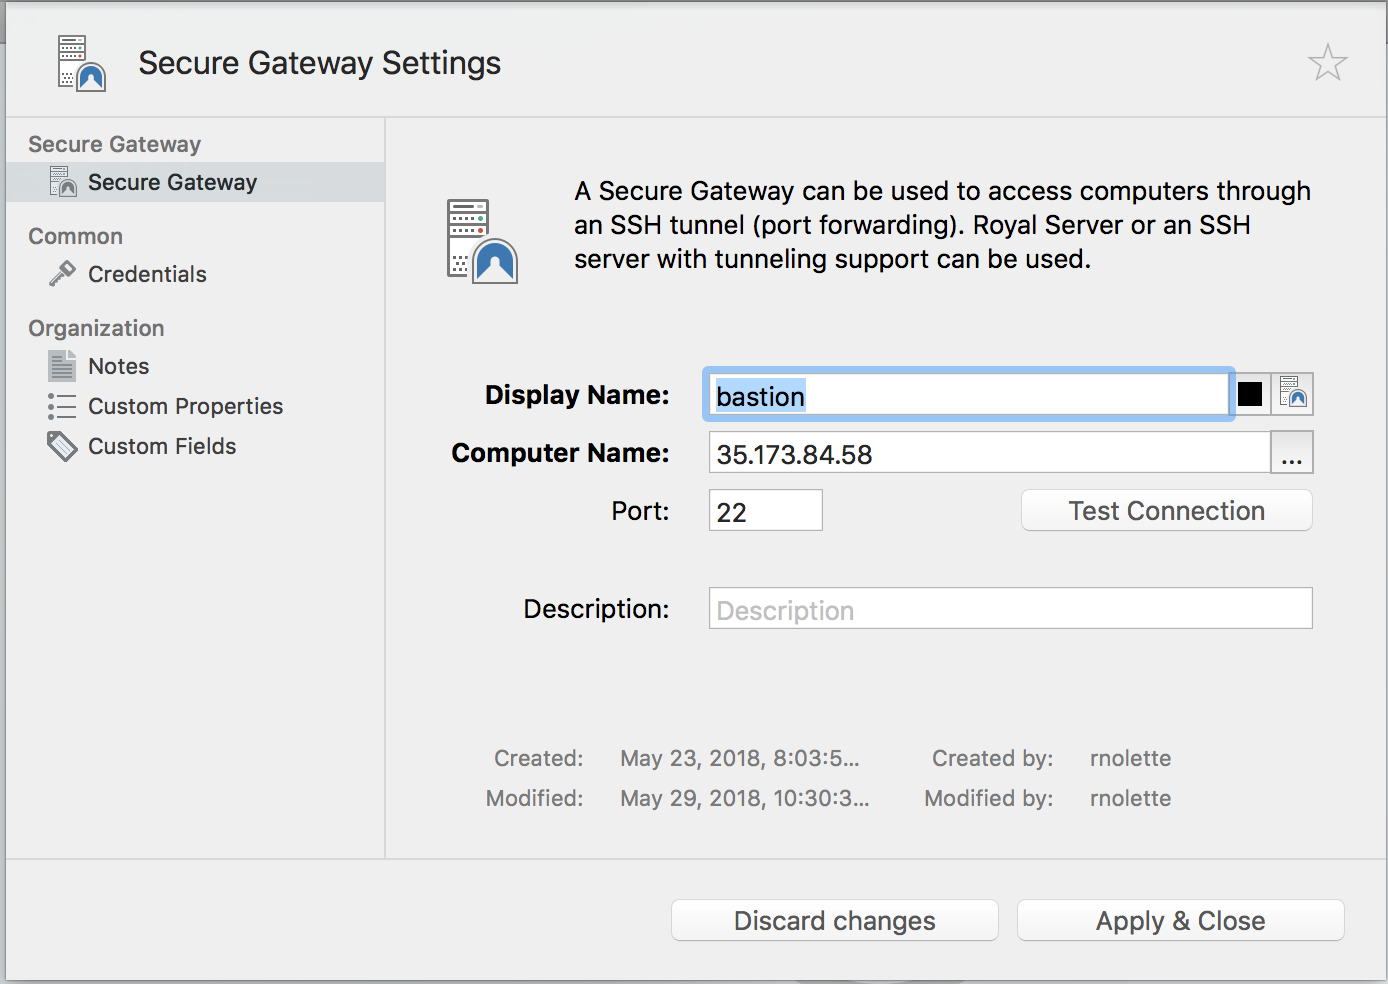 Secure Gateway Settings
Secure Gateway
Secure Gateway
Common
Credentials
Organization
Notes
Custom Properties
Custom Fields
A Secure Gateway can be used to access computers through
an SSH tunnel (port forwarding). Royal Server or an SSH
server with tunneling support can be used.
Display Name: bastion
Computer Name: 35.173.84.58 ...
Port: 22 Test Connection
Description: Description
Created: May 23, 2018, 8:03:5... Created by: rnolette
Modified: May 29, 2018, 10:30:3... Modified by: rnolette
Discard changes Apply & Close